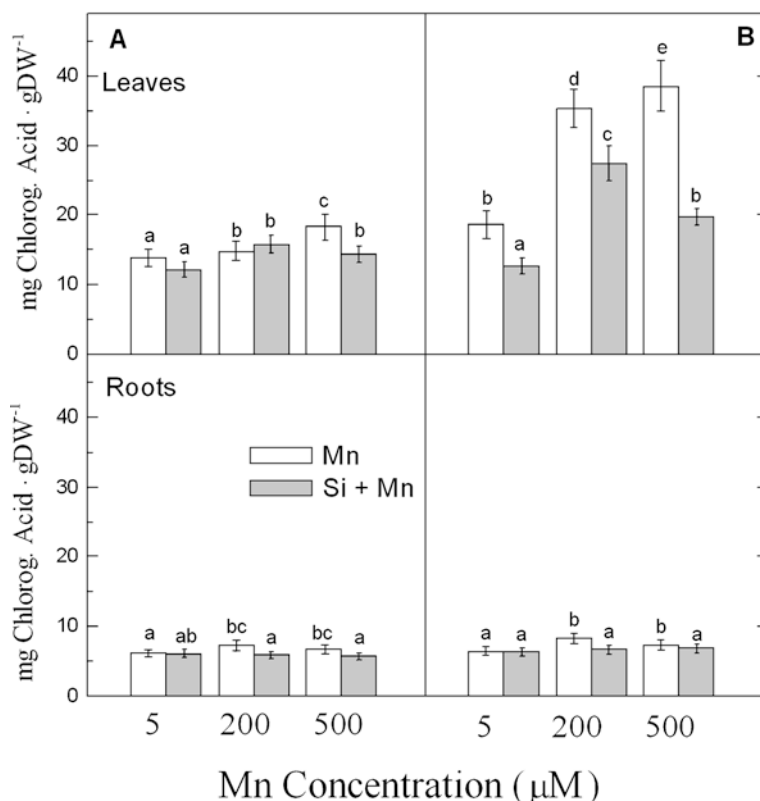 A
B
Leaves
mg Chlorog. Acid · gDW⁻¹
40
30
20
10
0
a a b b c b
b a d c e b
Roots
Mn
Si + Mn
mg Chlorog. Acid · gDW⁻¹
40
30
20
10
0
a ab bc a bc a
a a b a b a
5 200 500 5 200 500
Mn Concentration (μM)